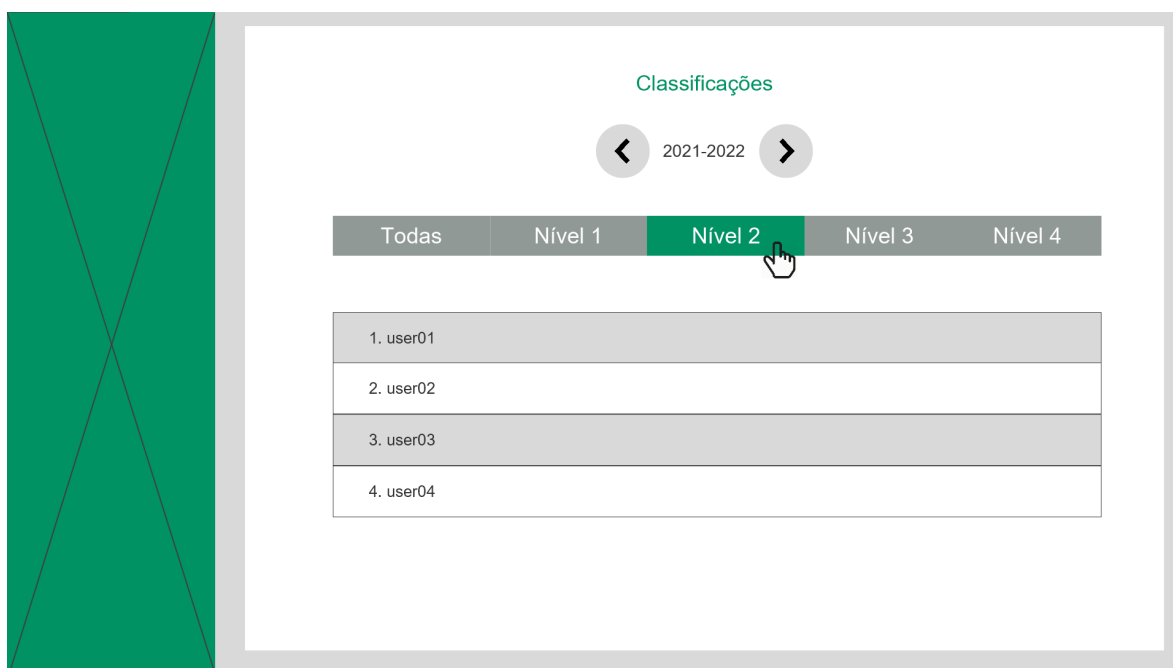 Classificações
2021-2022
Todas Nível 1 Nível 2 Nível 3 Nível 4
1. user01
2. user02
3. user03
4. user04